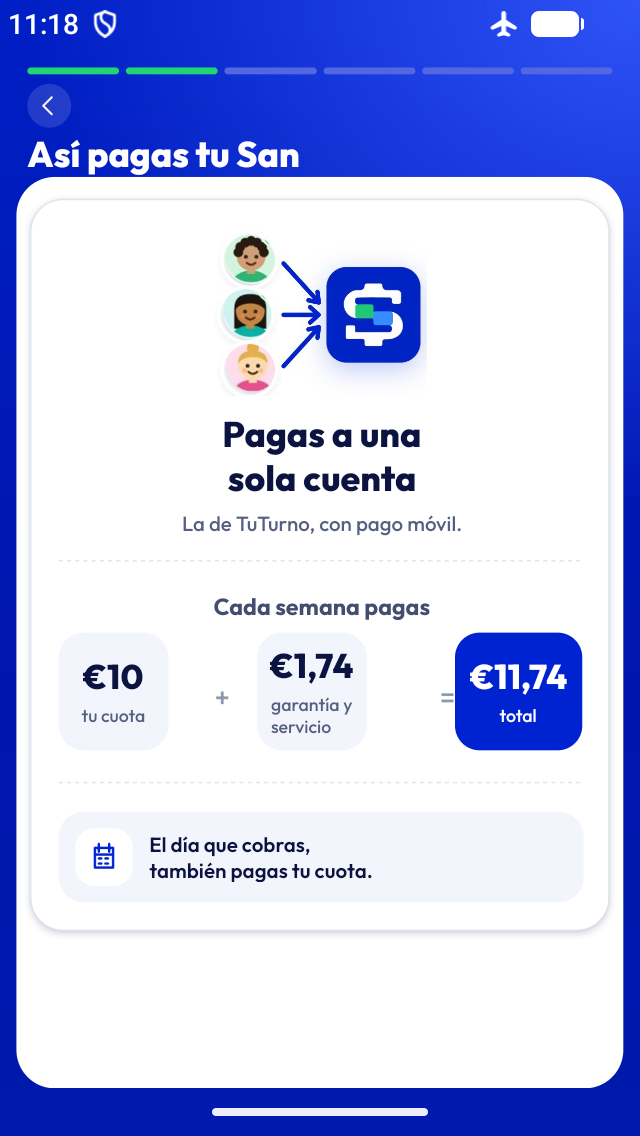 11:18
Así pagas tu San
Pagas a una
sola cuenta
La de TuTurno, con pago móvil.
Cada semana pagas
€10
tu cuota
+
€1,74
garantía y
servicio
=
€11,74
total
El día que cobras,
también pagas tu cuota.